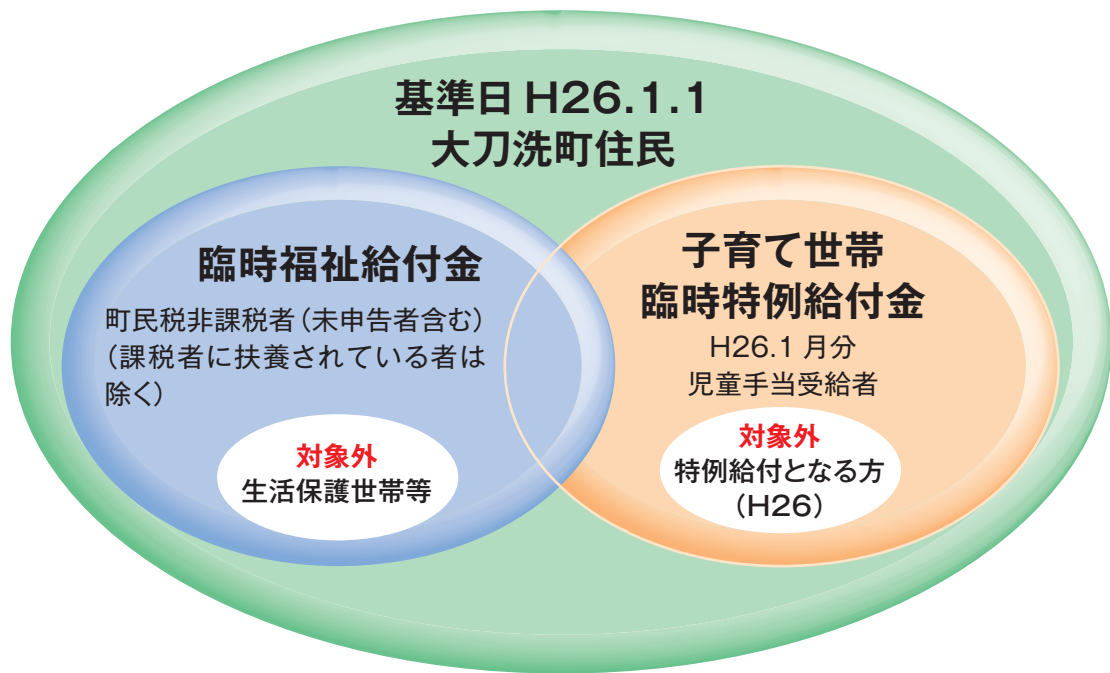 基準日 H26.1.1
大刀洗町住民
臨時福祉給付金
町民税非課税者(未申告者含む)
(課税者に扶養されている者は
除く)
対象外
生活保護世帯等
子育て世帯
臨時特例給付金
H26.1 月分
児童手当受給者
対象外
特例給付となる方
(H26)